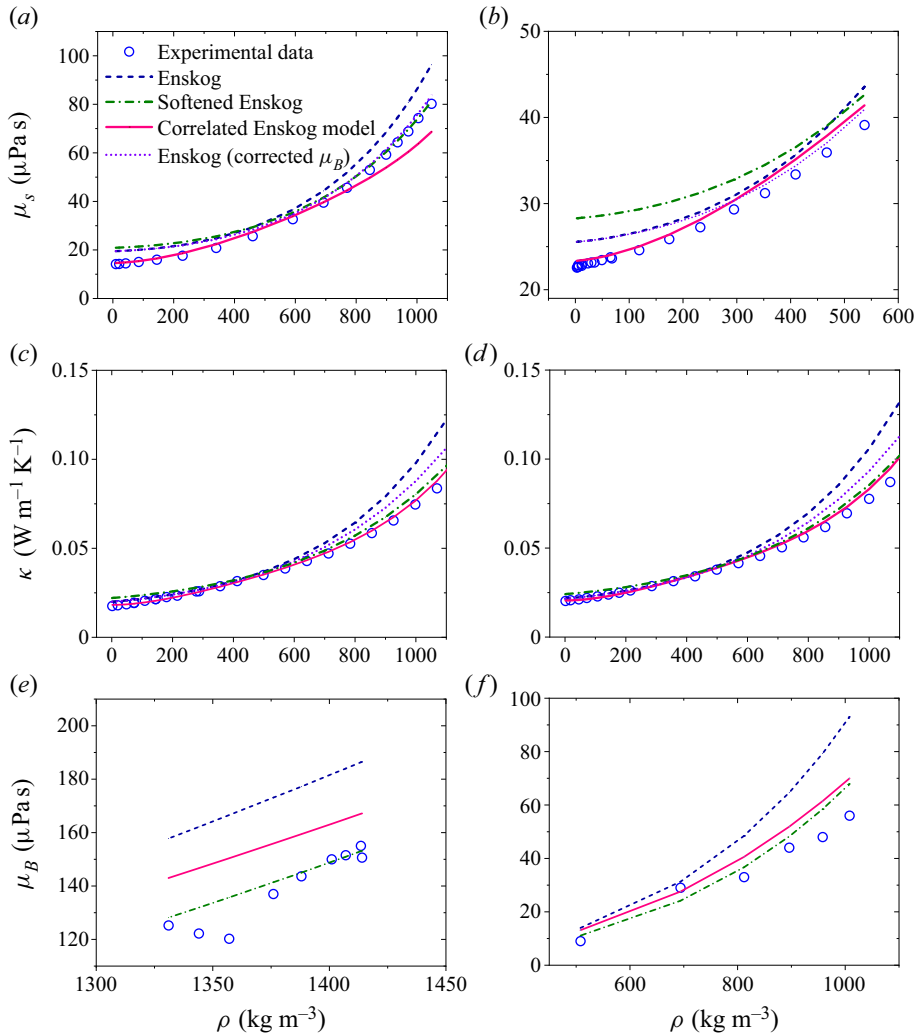 (a)
(b)
μs (μPa s)
100
80
60
40
20
0
Experimental data
Enskog
Softened Enskog
Correlated Enskog model
Enskog (corrected μB)
0 200 400 600 800 1000
50
40
30
20
0 100 200 300 400 500 600
(c)
(d)
κ (W m−1 K−1)
0.15
0.10
0.05
0
0 200 400 600 800 1000
0.15
0.10
0.05
0
0 200 400 600 800 1000
(e)
(f)
μB (μPa s)
200
180
160
140
120
1300 1350 1400 1450
ρ (kg m−3)
100
80
60
40
20
0
600 800 1000
ρ (kg m−3)